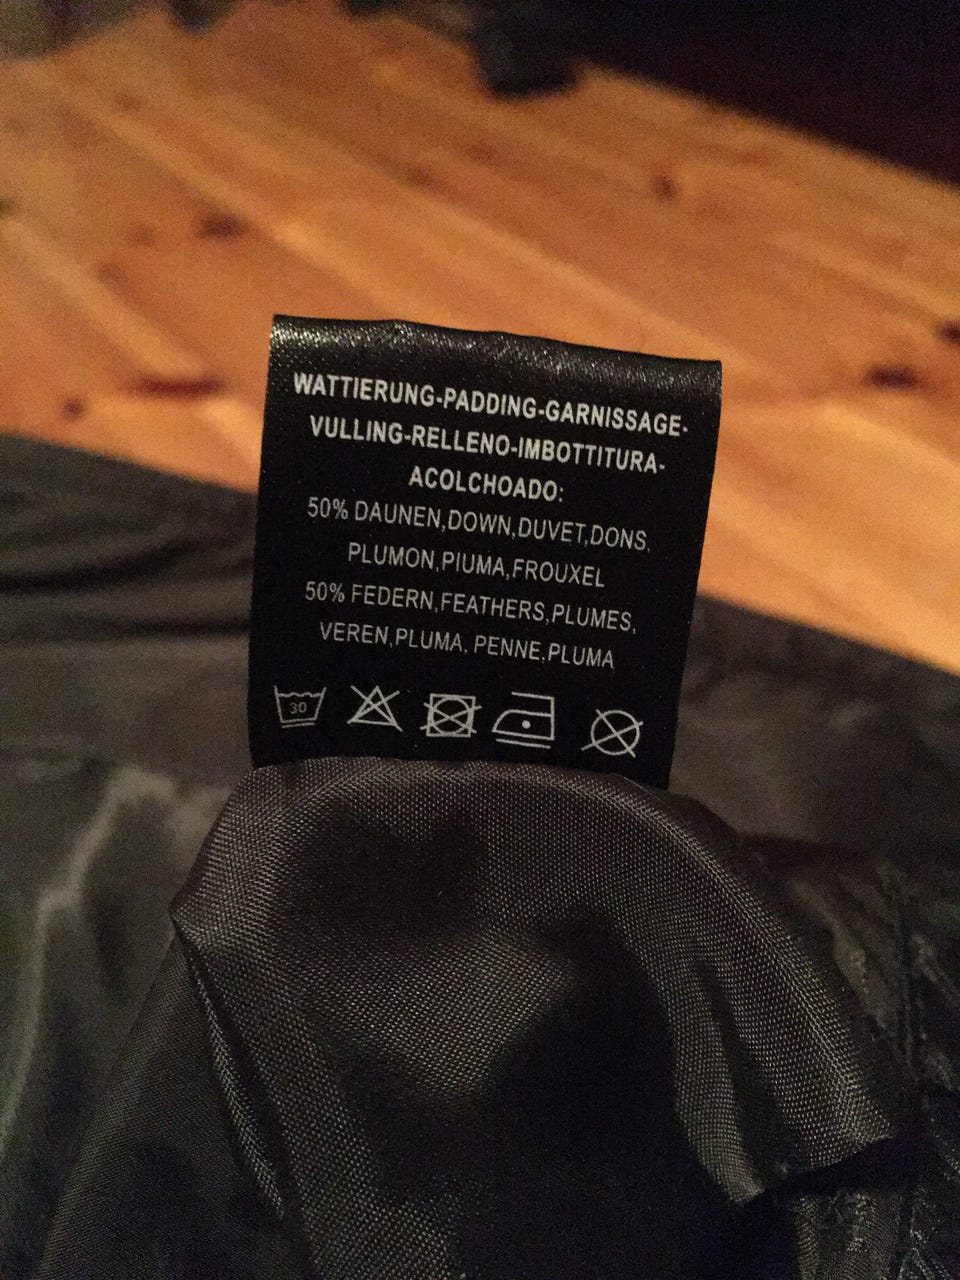 WATTIERUNG-PADDING-GARNISSAGE-
VULLING-RELLENO-IMBOTTITURA-
ACOLCHOADO:
50% DAUNEN,DOWN,DUVET,DONS,
PLUMON,PIUMA,FROUXEL
50% FEDERN,FEATHERS,PLUMES,
VEREN,PLUMA, PENNE,PLUMA
30